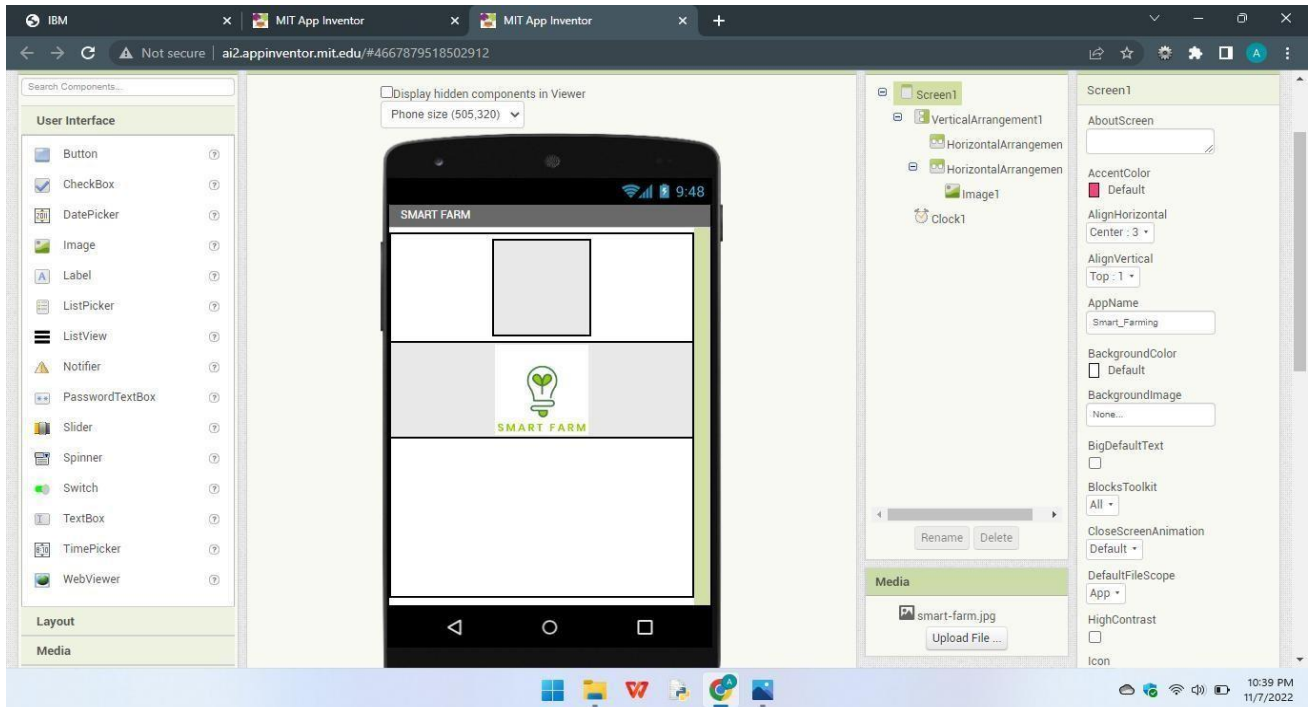 IBM
MIT App Inventor
MIT App Inventor
Not secure | ai2.appinventor.mit.edu/#4667879518502912
Search Components...
User Interface
Button
CheckBox
DatePicker
Image
Label
ListPicker
ListView
Notifier
PasswordTextBox
Slider
Spinner
Switch
TextBox
TimePicker
WebViewer
Layout
Media
Display hidden components in Viewer
Phone size (505,320)
9:48
SMART FARM
SMART FARM
Screen1
VerticalArrangement1
HorizontalArrangemen
HorizontalArrangemen
Image1
Clock1
Rename Delete
Media
smart-farm.jpg
Upload File ...
Screen1
AboutScreen
AccentColor
Default
AlignHorizontal
Center : 3
AlignVertical
Top : 1
AppName
Smart_Farming
BackgroundColor
Default
BackgroundImage
None...
BigDefaultText
BlocksToolkit
All
CloseScreenAnimation
Default
DefaultFileScope
App
HighContrast
Icon
10:39 PM
11/7/2022